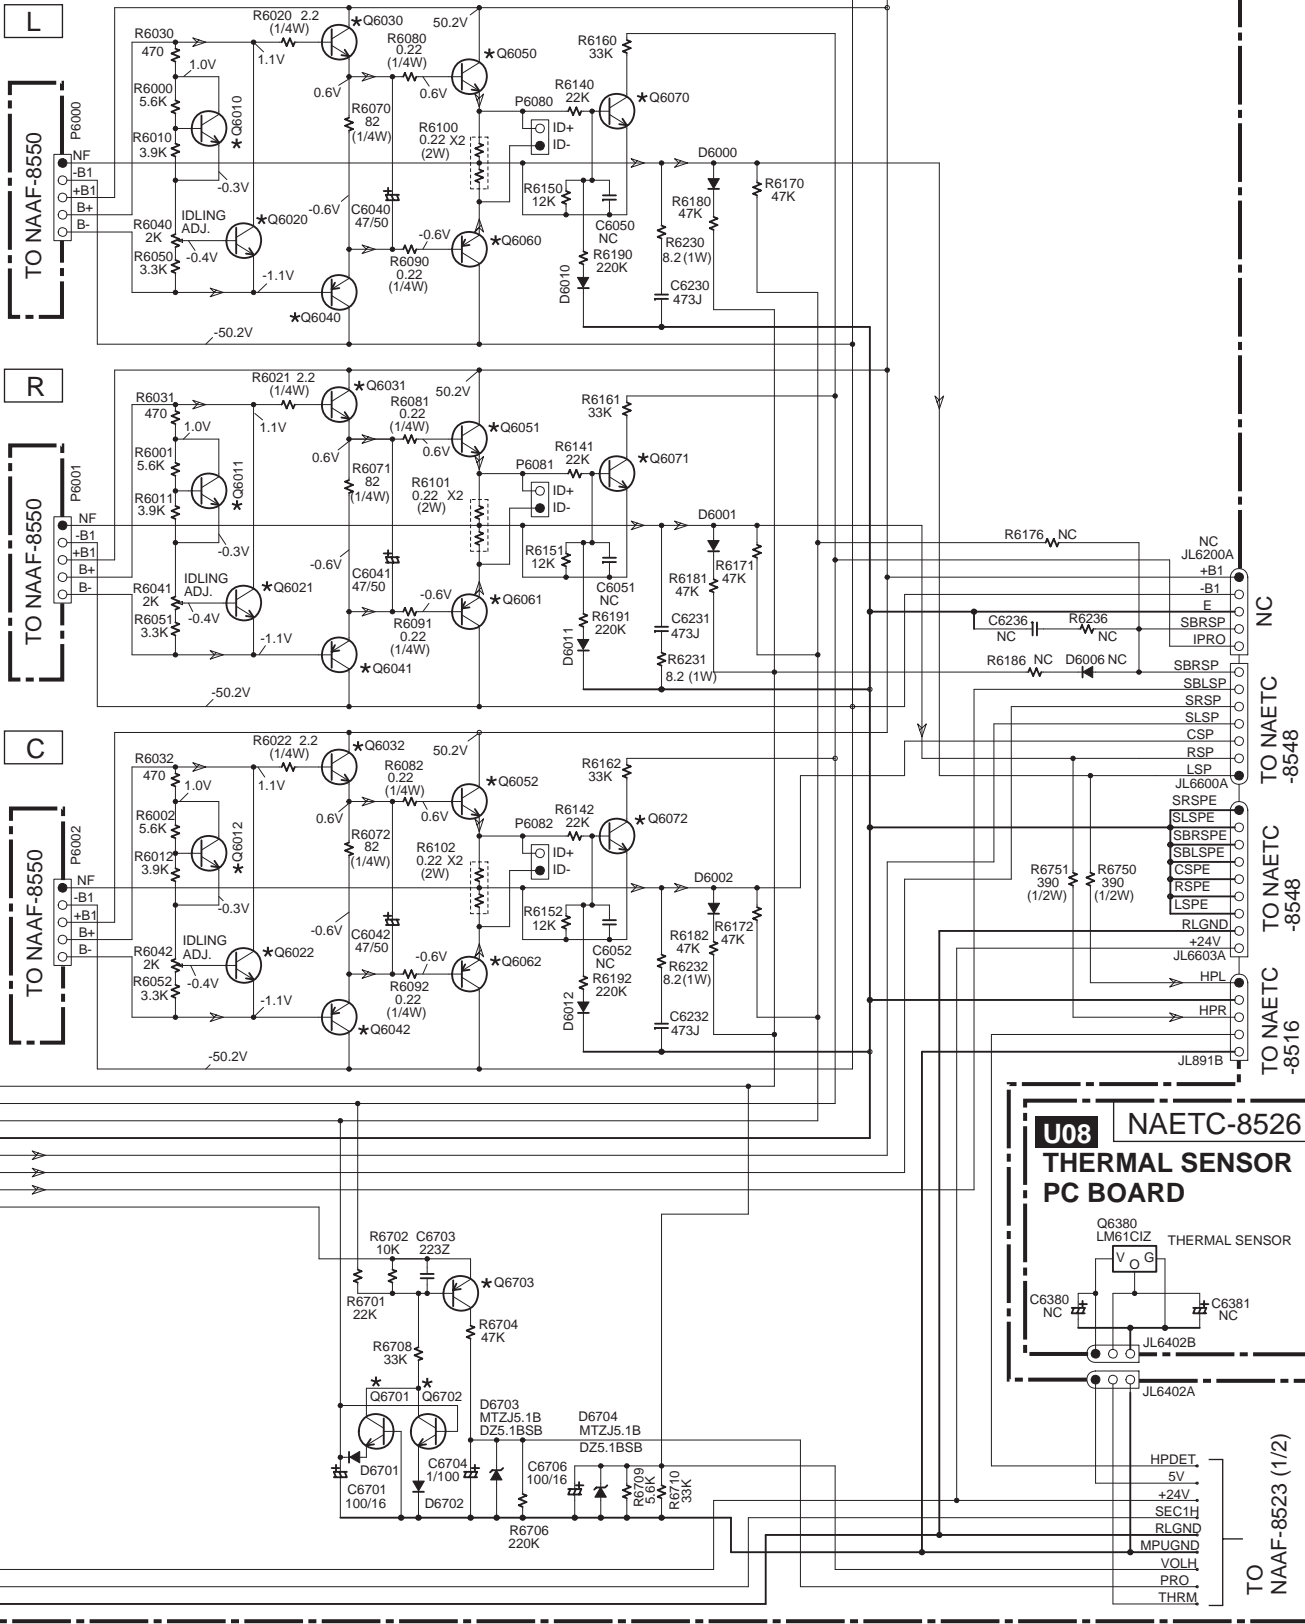 L
R6030
470
R6020 2.2
(1/4W)
*Q6030
50.2V
1.1V
1.0V
R6080
0.22
(1/4W)
*Q6050
R6160
33K
R6000
5.6K
*Q6010
0.6V
0.6V
P6080
R6140
22K
*Q6070
R6070
82
(1/4W)
ID+
ID-
R6010
3.9K
R6100
0.22 X2
(2W)
P6000
TO NAAF-8550
NF
-B1
+B1
B+
B-
-0.3V
D6000
R6170
47K
R6180
47K
R6150
12K
IDLING
ADJ.
*Q6020
-0.6V
C6040
47/50
-0.6V
*Q6060
C6050
NC
R6040
2K
R6050
3.3K
-0.4V
R6190
220K
R6230
8.2 (1W)
R6090
0.22
(1/4W)
-1.1V
D6010
C6230
473J
*Q6040
-50.2V
R
R6031
470
R6021 2.2
(1/4W)
*Q6031
50.2V
1.1V
1.0V
R6081
0.22
(1/4W)
*Q6051
R6161
33K
R6001
5.6K
*Q6011
0.6V
0.6V
P6081
R6141
22K
*Q6071
R6071
82
(1/4W)
ID+
ID-
R6011
3.9K
R6101
0.22 X2
(2W)
P6001
TO NAAF-8550
NF
-B1
+B1
B+
B-
-0.3V
D6001
R6171
47K
R6181
47K
R6151
12K
IDLING
ADJ.
*Q6021
-0.6V
C6041
47/50
-0.6V
*Q6061
C6051
NC
R6041
2K
R6051
3.3K
-0.4V
R6191
220K
C6231
473J
R6091
0.22
(1/4W)
-1.1V
D6011
R6231
8.2 (1W)
*Q6041
-50.2V
R6176 NC
NC
JL6200A
+B1
-B1
E
SBRSP
IPRO
NC
C6236
NC
R6236
NC
R6186 NC
D6006 NC
SBRSP
SBLSP
SRSP
SLSP
CSP
RSP
LSP
JL6600A
TO NAETC
-8548
C
R6032
470
R6022 2.2
(1/4W)
*Q6032
50.2V
1.1V
1.0V
R6082
0.22
(1/4W)
*Q6052
R6162
33K
R6002
5.6K
*Q6012
0.6V
0.6V
P6082
R6142
22K
*Q6072
R6072
82
(1/4W)
ID+
ID-
R6012
3.9K
R6102
0.22 X2
(2W)
P6002
TO NAAF-8550
NF
-B1
+B1
B+
B-
-0.3V
D6002
R6172
47K
R6182
47K
R6152
12K
IDLING
ADJ.
*Q6022
-0.6V
C6042
47/50
-0.6V
*Q6062
C6052
NC
R6042
2K
R6052
3.3K
-0.4V
R6192
220K
R6232
8.2(1W)
R6092
0.22
(1/4W)
-1.1V
D6012
C6232
473J
*Q6042
-50.2V
R6751
390
(1/2W)
R6750
390
(1/2W)
SRSPE
SLSPE
SBRSPE
SBLSPE
CSPE
RSPE
LSPE
RLGND
+24V
JL6603A
TO NAETC
-8548
HPL
HPR
JL891B
TO NAETC
-8516
U08
NAETC-8526
THERMAL SENSOR
PC BOARD
Q6380
LM61CIZ
THERMAL SENSOR
V O G
C6380
NC
C6381
NC
JL6402B
JL6402A
R6702
10K
C6703
223Z
*Q6703
R6701
22K
R6704
47K
R6708
33K
*
Q6701
*
Q6702
D6703
MTZJ5.1B
DZ5.1BSB
D6704
MTZJ5.1B
DZ5.1BSB
D6701
C6701
100/16
C6704
1/100
D6702
C6706
100/16
R6709
5.6K
R6710
33K
R6706
220K
HPDET
5V
+24V
SEC1H
RLGND
MPUGND
VOLH
PRO
THRM
TO
NAAF-8523 (1/2)